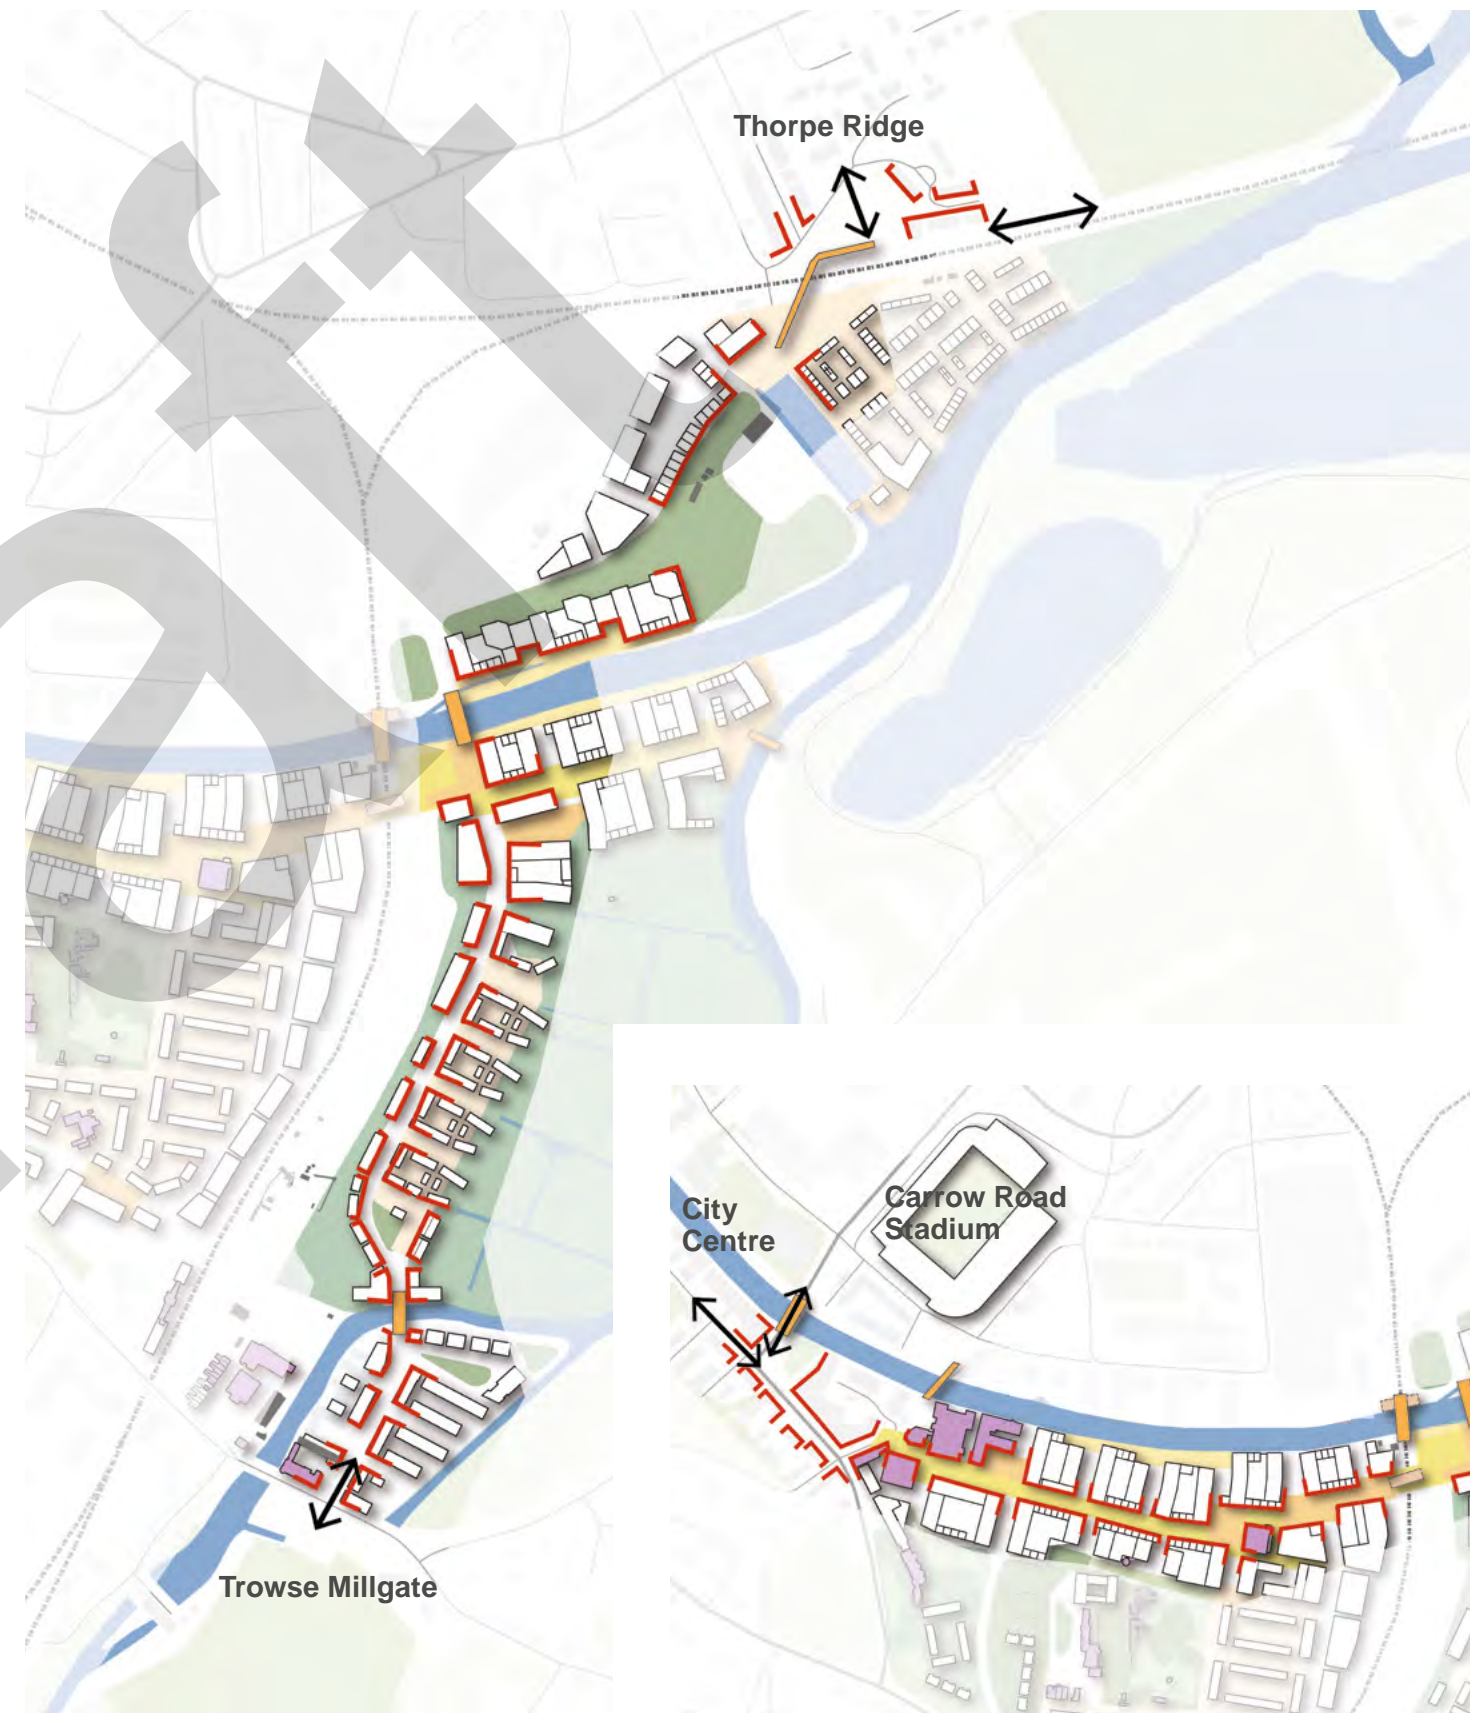 Thorpe Ridge
City
Centre
Carrow Road
Stadium
Trowse Millgate